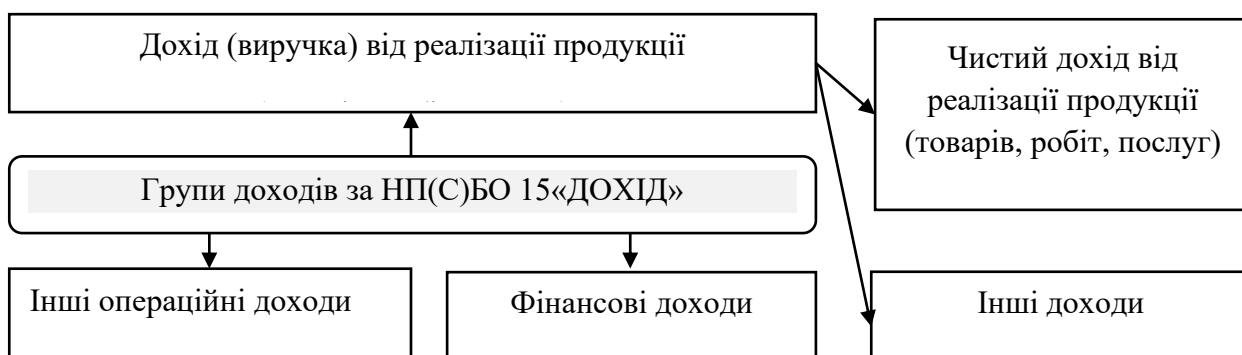 Дохід (виручка) від реалізації продукції
Чистий дохід від
реалізації продукції
(товарів, робіт, послуг)
Групи доходів за НП(С)БО 15«ДОХІД»
Інші операційні доходи
Фінансові доходи
Інші доходи